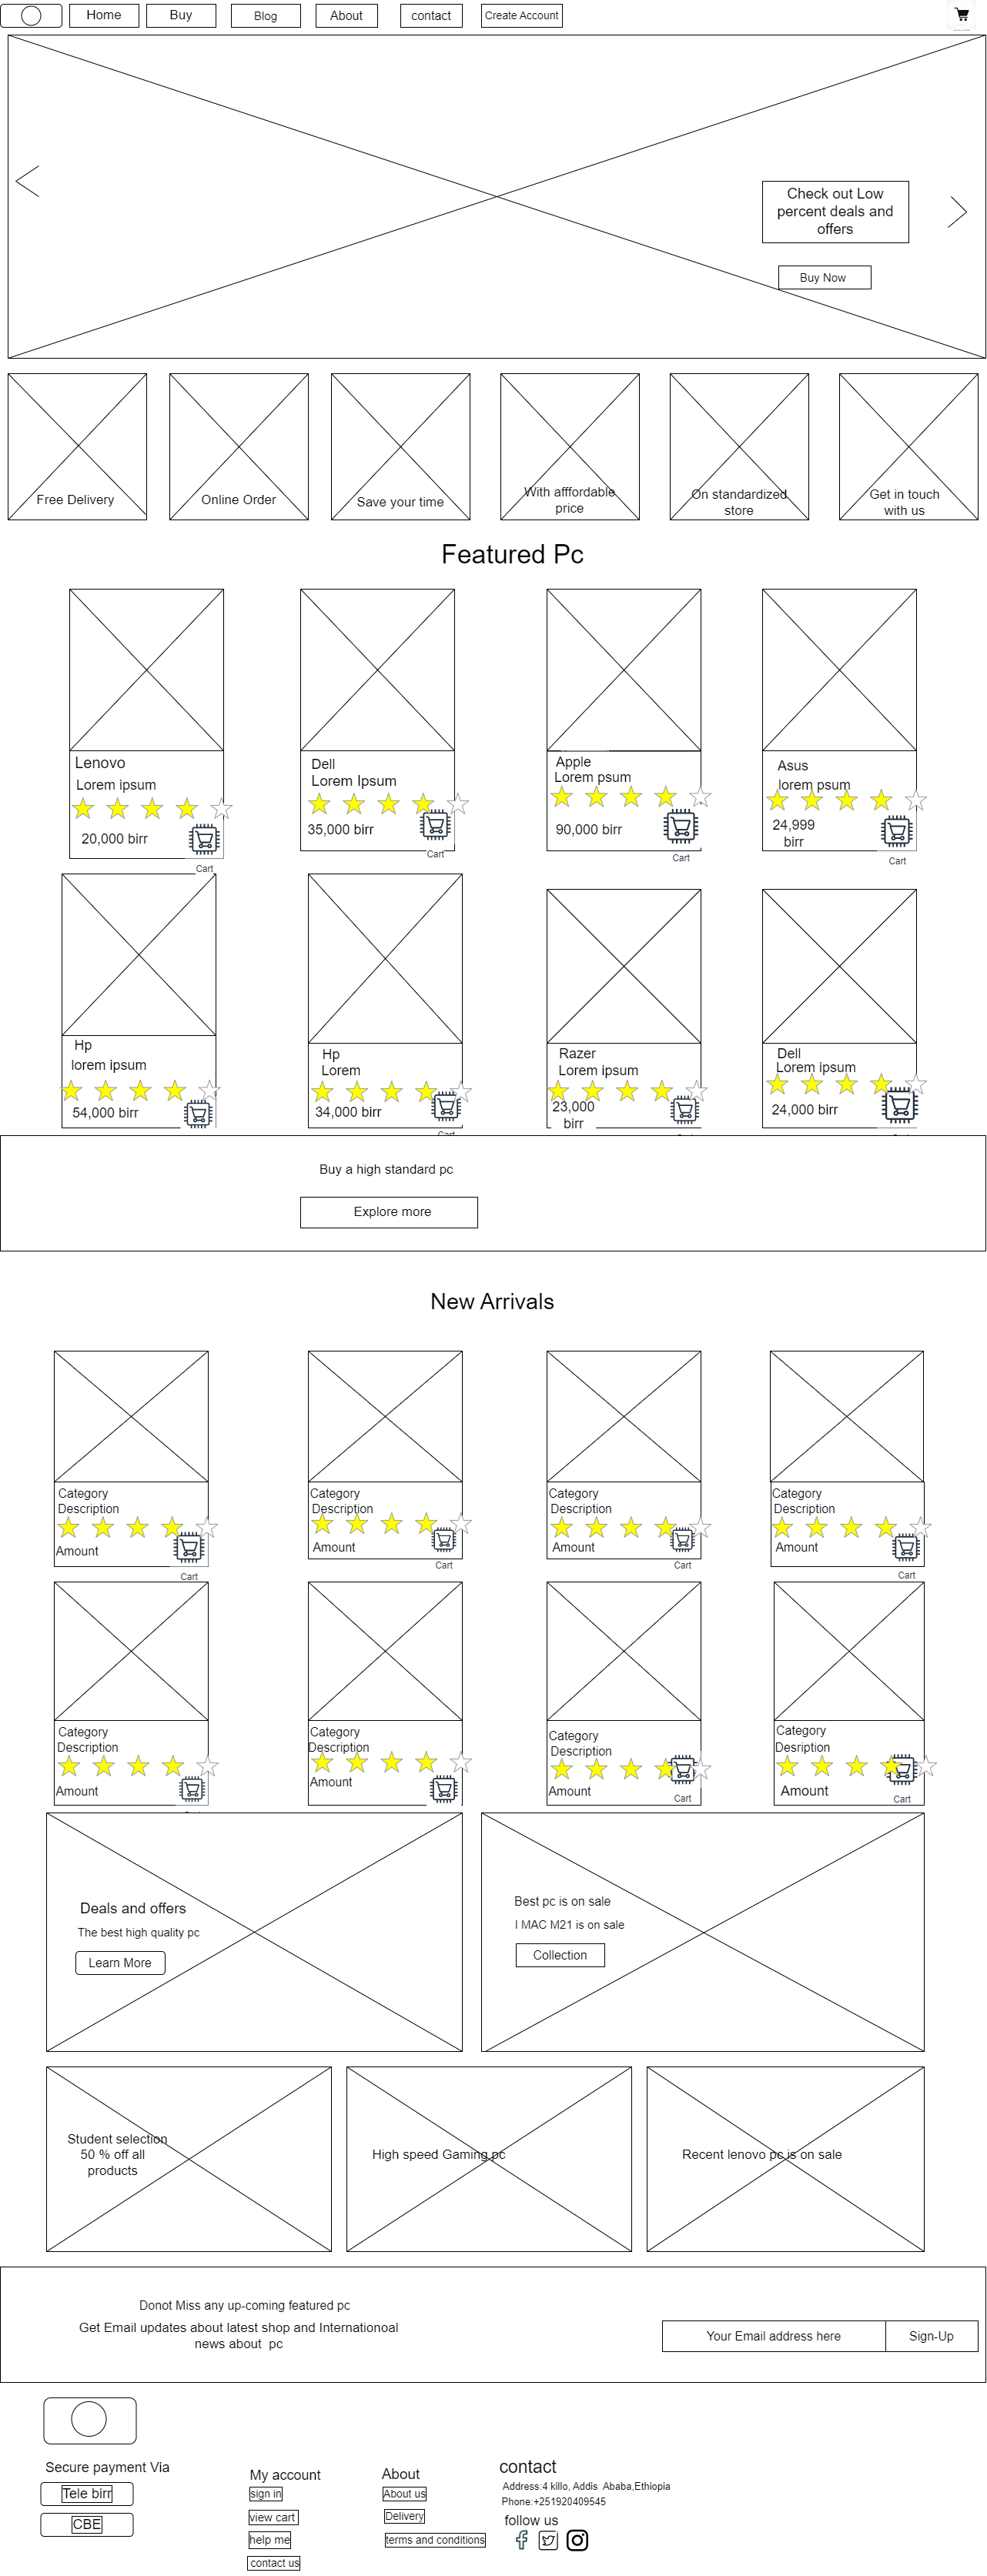 Home
Buy
Blog
About
contact
Create Account
Check out Low
percent deals and
offers
Buy Now
Free Delivery
Online Order
Save your time
With afffordable
price
On standardized
store
Get in touch
with us
Featured Pc
Lenovo
Lorem ipsum
20,000 birr
Cart
Dell
Lorem Ipsum
35,000 birr
Cart
Apple
Lorem psum
90,000 birr
Cart
Asus
lorem psum
24,999
birr
Cart
Hp
lorem ipsum
54,000 birr
Hp
Lorem
34,000 birr
Cart
Razer
Lorem ipsum
23,000
birr
Dell
Lorem ipsum
24,000 birr
Buy a high standard pc
Explore more
New Arrivals
Category
Description
Amount
Cart
Category
Description
Amount
Cart
Category
Description
Amount
Cart
Category
Description
Amount
Cart
Category
Description
Amount
Category
Description
Amount
Category
Description
Amount
Cart
Category
Desription
Amount
Cart
Deals and offers
The best high quality pc
Learn More
Best pc is on sale
I MAC M21 is on sale
Collection
Student selection
50 % off all
products
High speed Gaming pc
Recent lenovo pc is on sale
Donot Miss any up-coming featured pc
Get Email updates about latest shop and Internationoal
news about pc
Your Email address here
Sign-Up
Secure payment Via
Tele birr
CBE
My account
sign in
view cart
help me
contact us
About
About us
Delivery
terms and conditions
contact
Address:4 killo, Addis Ababa,Ethiopia
Phone:+251920409545
follow us